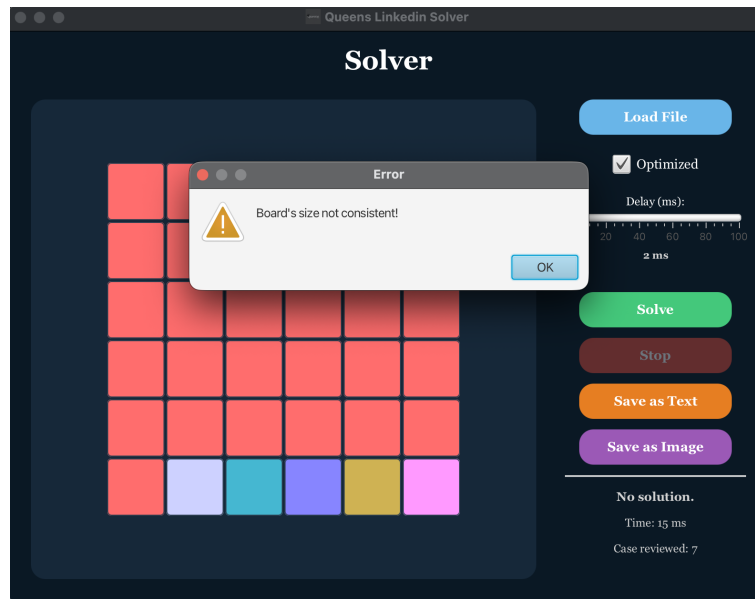 Queens Linkedin Solver
Solver
Load File
Error
Optimized
Board's size not consistent!
Delay (ms):
20 40 60 80 100
2 ms
OK
Solve
Stop
Save as Text
Save as Image
No solution.
Time: 15 ms
Case reviewed: 7